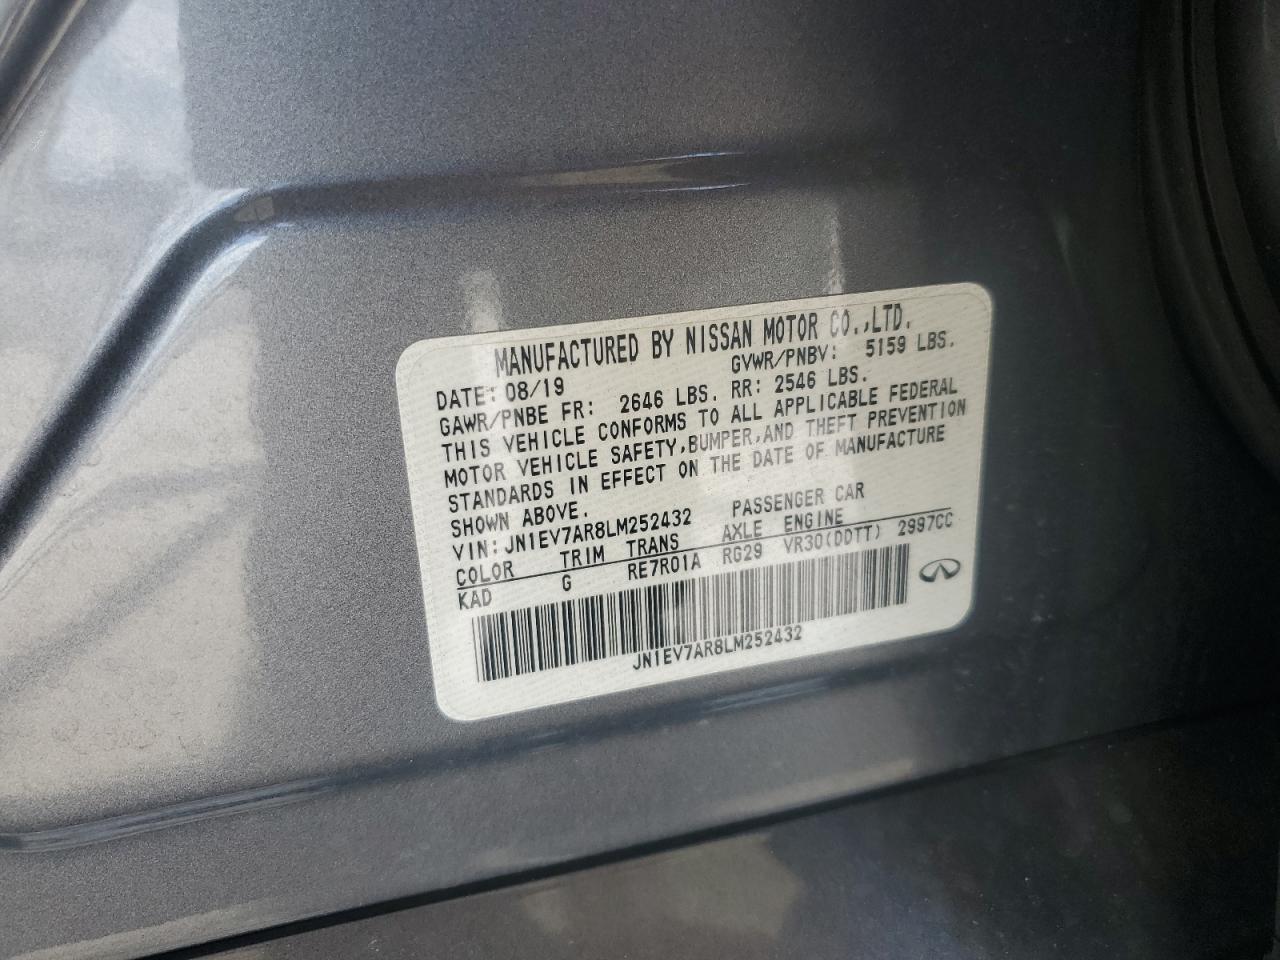 MANUFACTURED BY NISSAN MOTOR CO.,LTD.
DATE: 08/19 GVWR/PNBV: 5159 LBS.
GAWR/PNBE FR: 2646 LBS. RR: 2546 LBS.
THIS VEHICLE CONFORMS TO ALL APPLICABLE FEDERAL
MOTOR VEHICLE SAFETY,BUMPER,AND THEFT PREVENTION
STANDARDS IN EFFECT ON THE DATE OF MANUFACTURE
SHOWN ABOVE.
VIN: JN1EV7AR8LM252432 PASSENGER CAR
COLOR TRIM TRANS AXLE ENGINE
KAD G RE7R01A RG29 VR30(DDTT) 2997CC
JN1EV7AR8LM252432